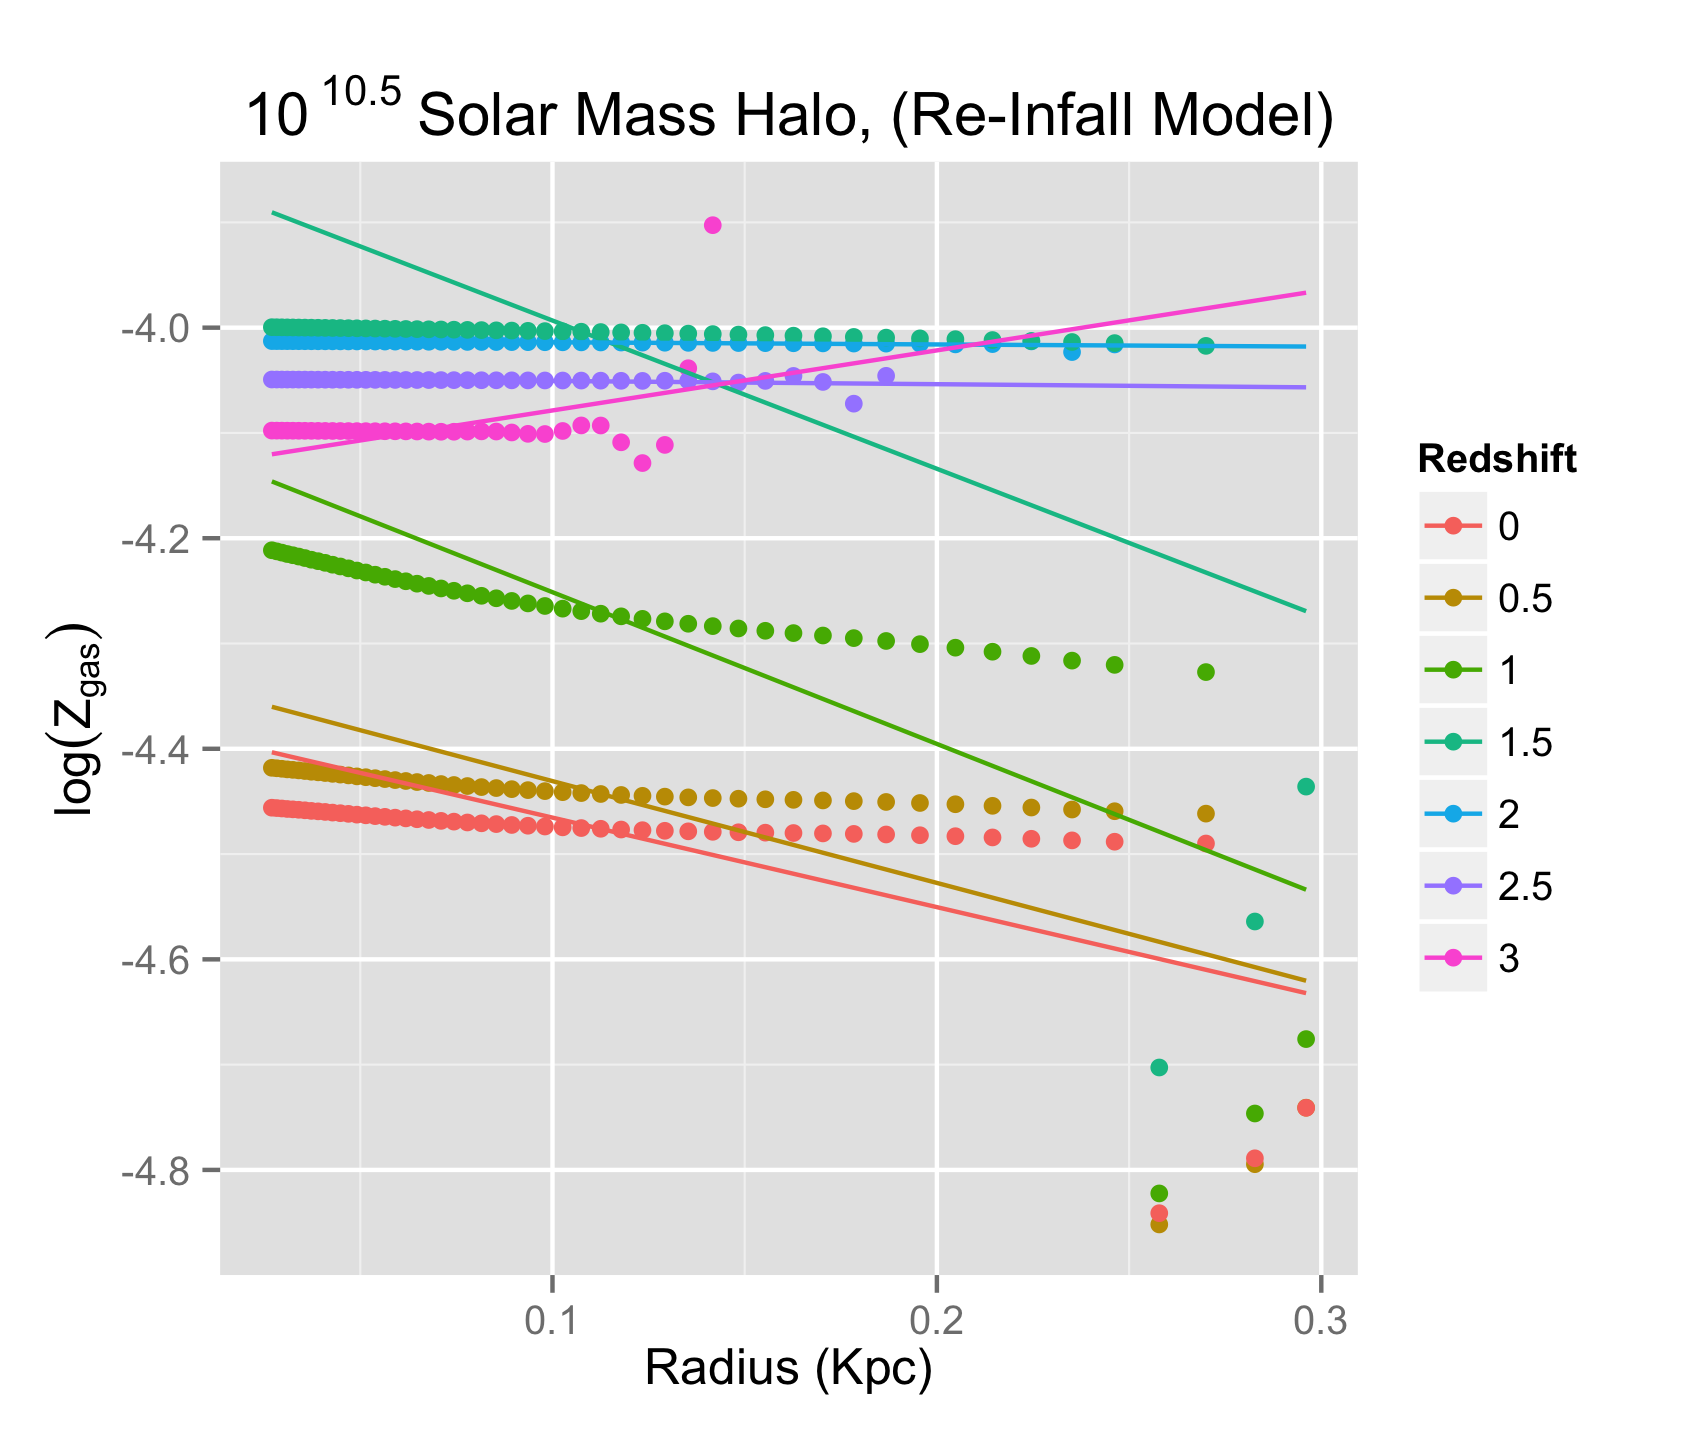 10 10.5 Solar Mass Halo, (Re-Infall Model)
-4.0
-4.2
-4.4
-4.6
-4.8
log(Zgas)
0.1 0.2 0.3
Radius (Kpc)
Redshift
0
0.5
1
1.5
2
2.5
3